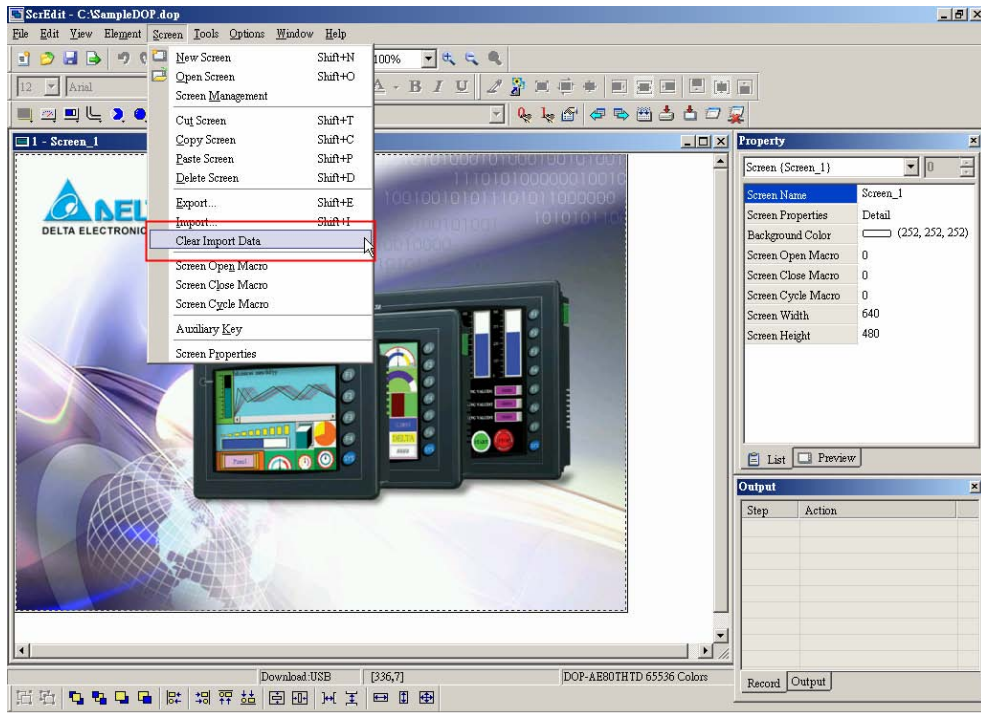 ScrEdit - C:\SampleDOP.dop
File Edit View Element Screen Tools Options Window Help
100%
12 Arial
B I U
New Screen Shift+N
Open Screen Shift+O
Screen Management
Cut Screen Shift+T
Copy Screen Shift+C
Paste Screen Shift+P
Delete Screen Shift+D
Export... Shift+E
Import... Shift+I
Clear Import Data
Screen Open Macro
Screen Close Macro
Screen Cycle Macro
Auxiliary Key
Screen Properties
1 - Screen_1
DEL
DELTA ELECTRONIC
DELTA
START
Property
Screen {Screen_1} 0
Screen Name Screen_1
Screen Properties Detail
Background Color (252, 252, 252)
Screen Open Macro 0
Screen Close Macro 0
Screen Cycle Macro 0
Screen Width 640
Screen Height 480
List Preview
Output
Step Action
Record Output
Download:USB [336,7] DOP-AE80THTD 65536 Colors